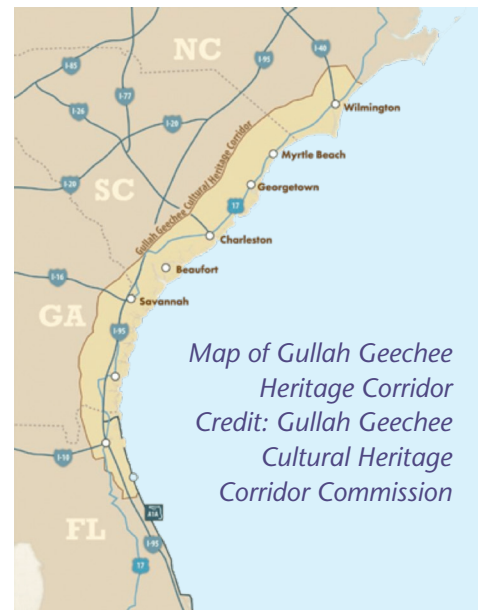 NC
I-40
I-95
I-85
I-77
Wilmington
I-26
I-20
Myrtle Beach
I-20
SC
Georgetown
Gullah Geechee Cultural Heritage Corridor
17
Charleston
Beaufort
I-16
Savannah
GA
I-95
Map of Gullah Geechee
Heritage Corridor
Credit: Gullah Geechee
Cultural Heritage
Corridor Commission
I-10
A1A
FL
I-95
17